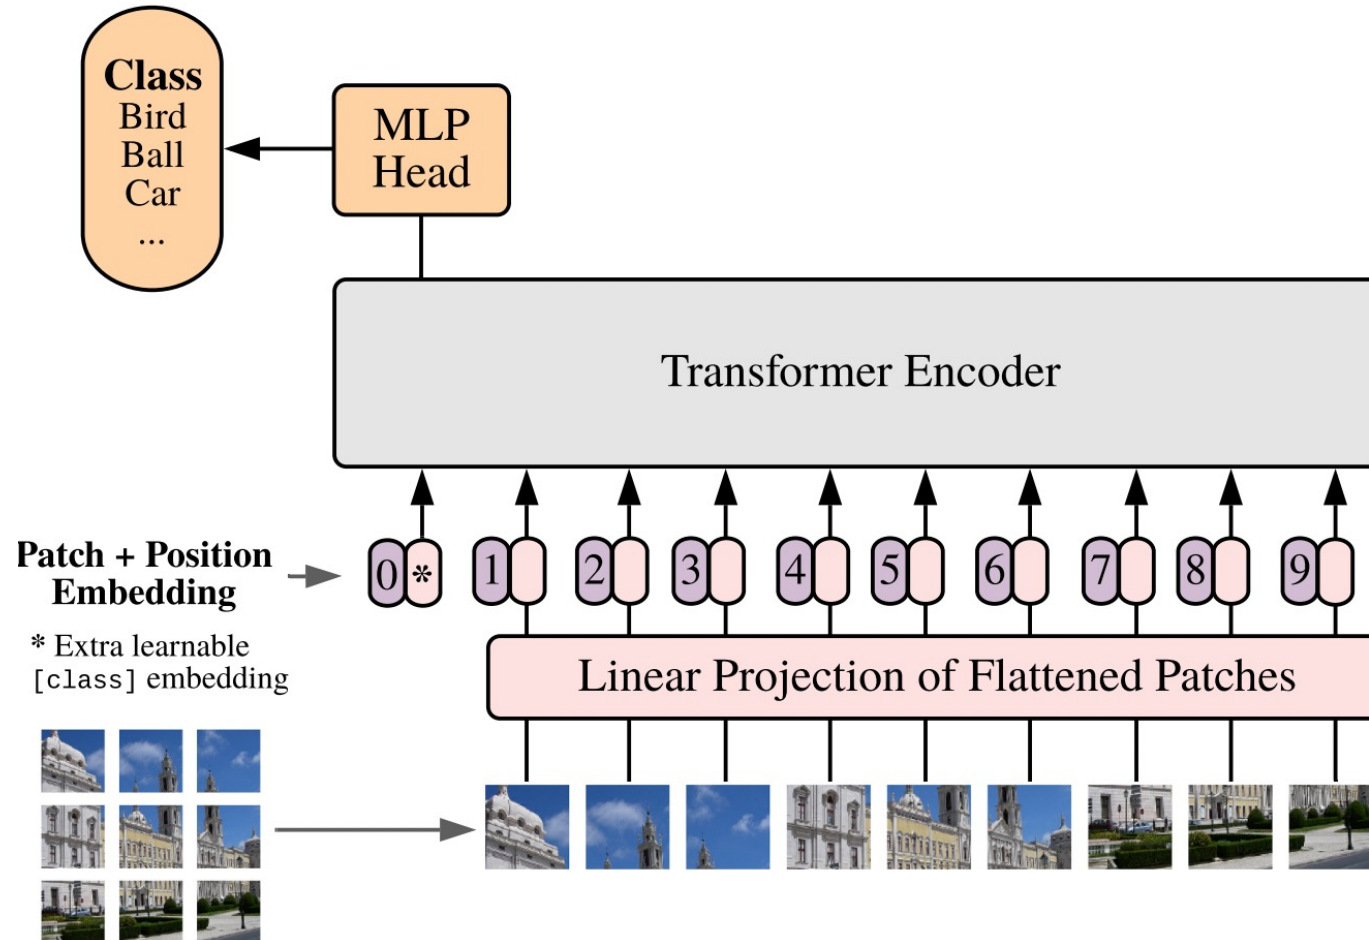 Class
Bird
Ball
Car
...
MLP
Head
Transformer Encoder
Patch + Position
Embedding
0 * 1 2 3 4 5 6 7 8 9
* Extra learnable
[class] embedding
Linear Projection of Flattened Patches